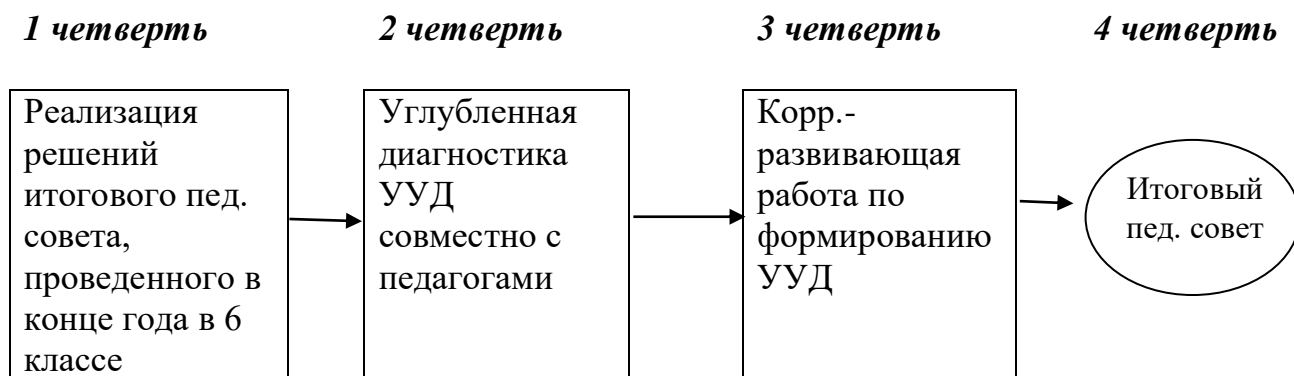 1 четверть
2 четверть
3 четверть
4 четверть
Реализация
решений
итогового пед.
совета,
проведенного в
конце года в 6
классе
Углубленная
диагностика
УУД
совместно с
педагогами
Корр.-
развивающая
работа по
формированию
УУД
Итоговый
пед. совет